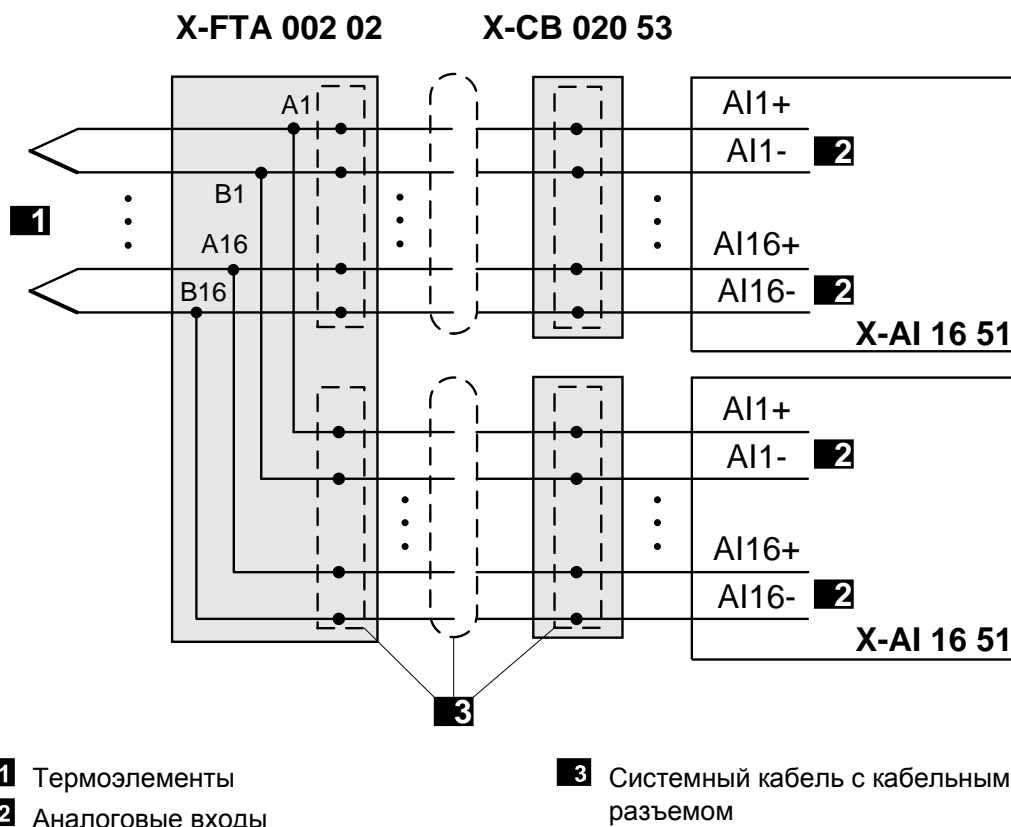 X-FTA 002 02 X-CB 020 53
A1 AI1+
AI1- 2
B1
1
A16 AI16+
B16 AI16- 2
X-AI 16 51
AI1+
AI1- 2
AI16+
AI16- 2
X-AI 16 51
3
1 Термоэлементы
2 Аналоговые входы
3 Системный кабель с кабельным
разъемом